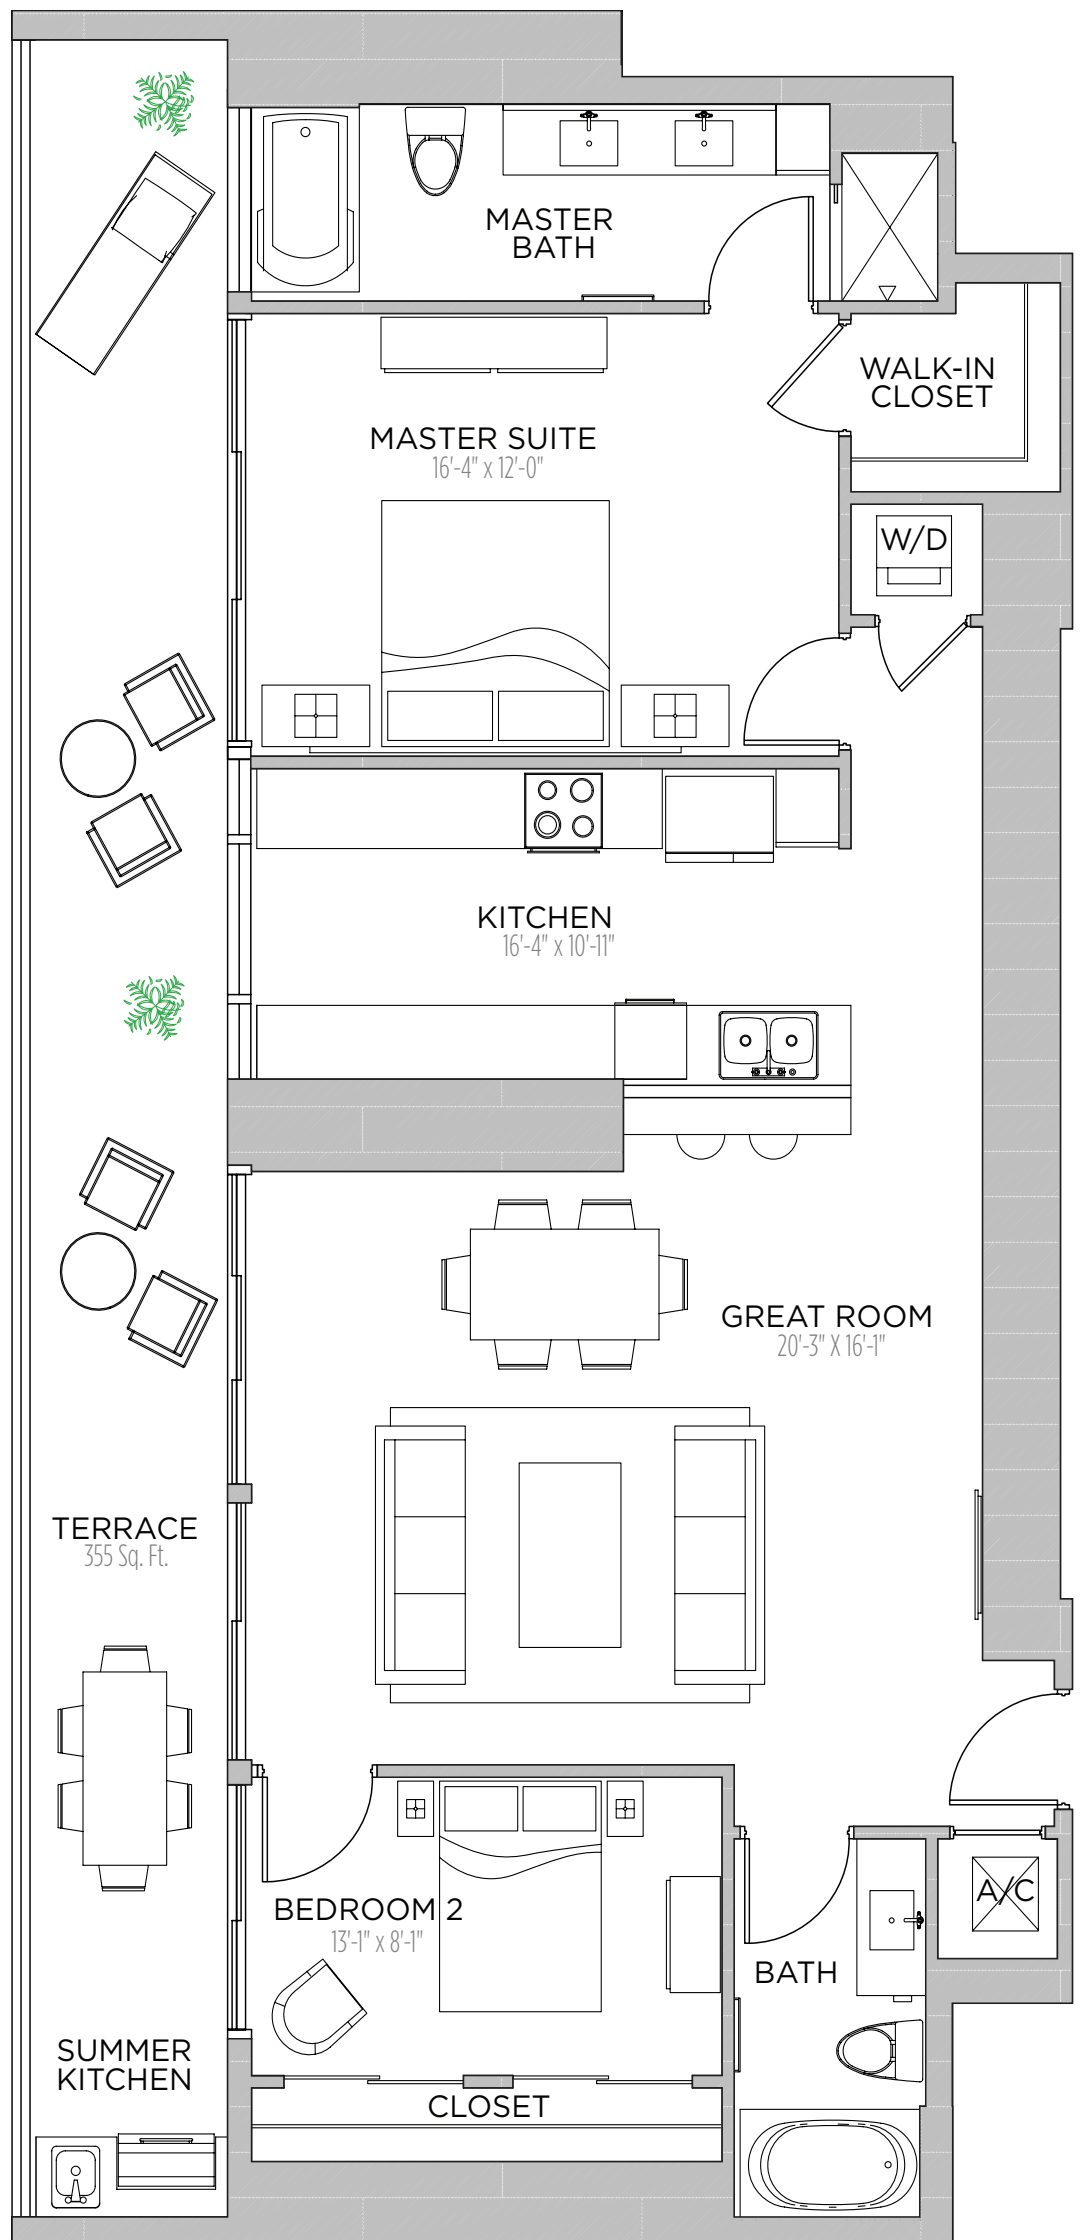 MASTER
BATH
WALK-IN
CLOSET
MASTER SUITE
16'-4" x 12'-0"
W/D
KITCHEN
16'-4" x 10'-11"
GREAT ROOM
20'-3" X 16'-1"
TERRACE
355 Sq. Ft.
A/C
BEDROOM 2
13'-1" x 8'-1"
BATH
SUMMER
KITCHEN
CLOSET